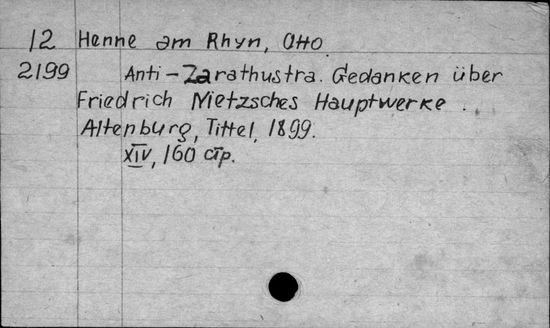 12 Henne am Rhyn, Otto
2199 Anti-Zarathustra. Gedanken über
Friedrich Nietzsches Hauptwerke.
Altenburg, Tittel, 1899.
XIV, 160 стр.